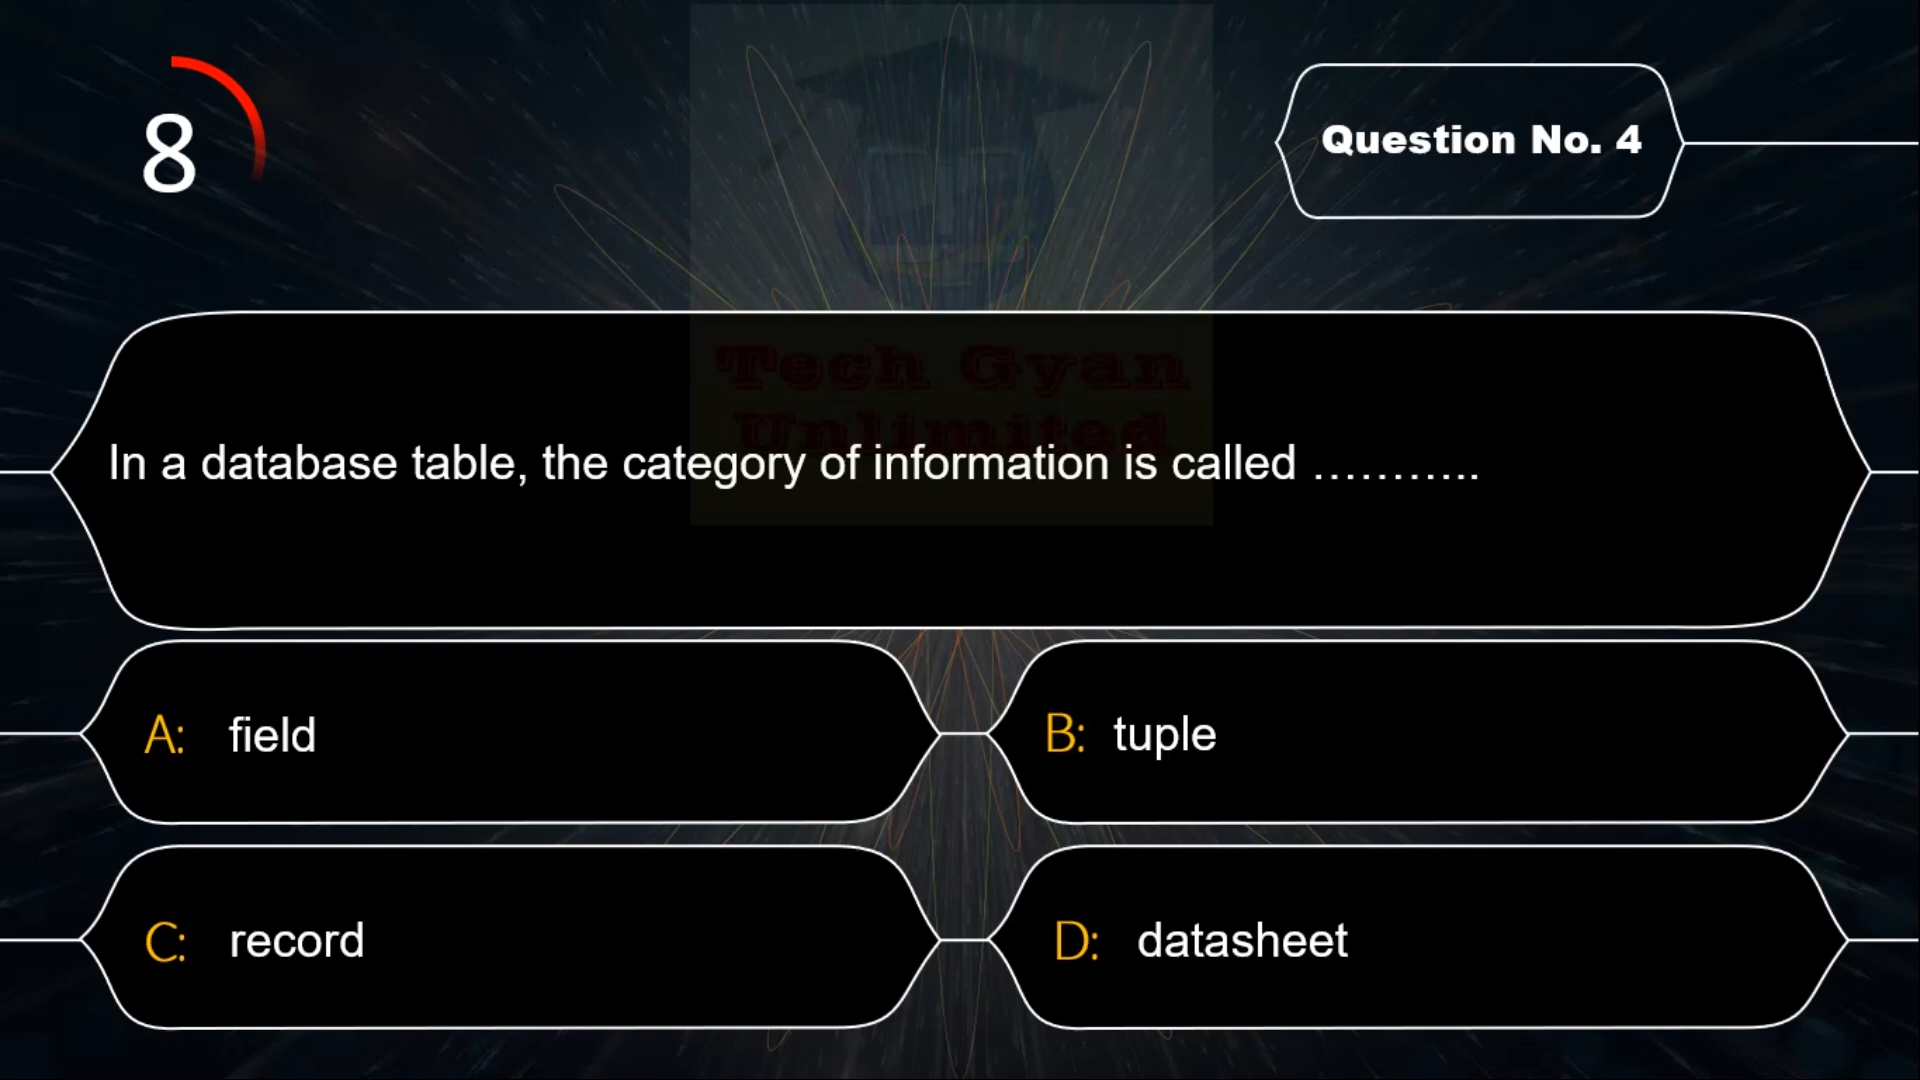 8
Question No. 4
Tech Gyan
Unlimited
In a database table, the category of information is called ………..
A: field
B: tuple
C: record
D: datasheet